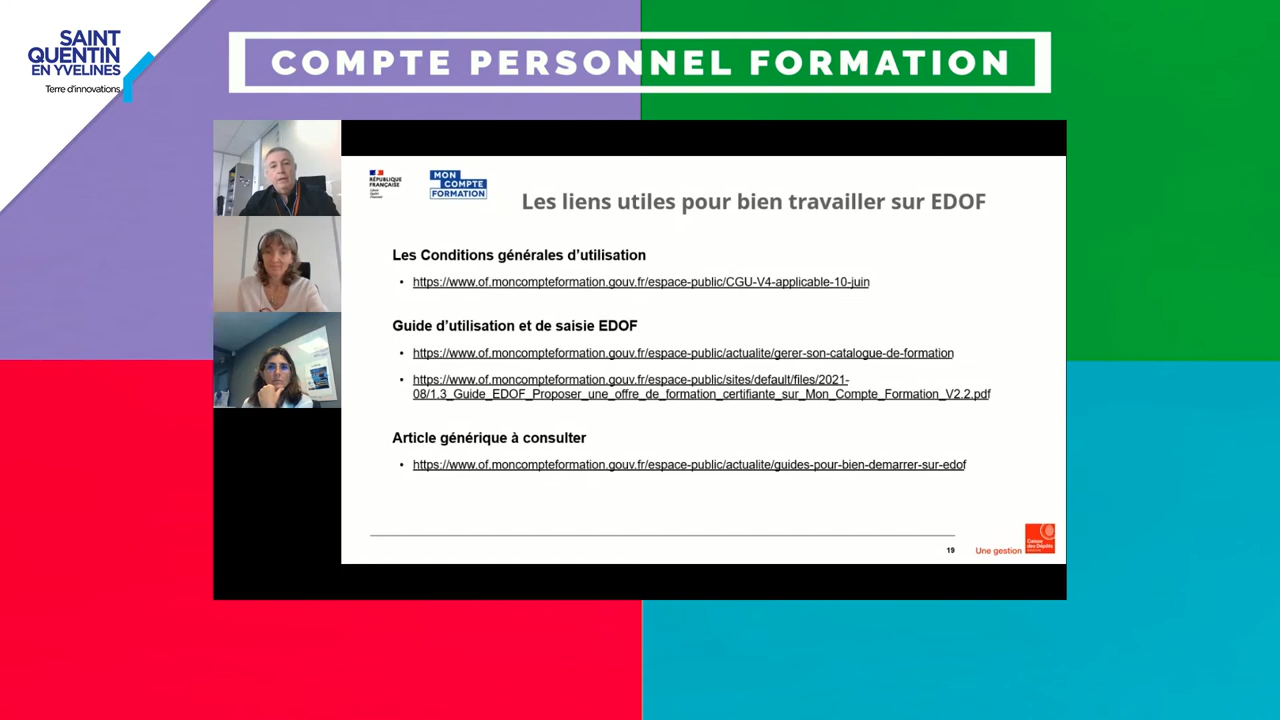 SAINT
QUENTIN
EN YVELINES
Terre d'innovations
COMPTE PERSONNEL FORMATION
RÉPUBLIQUE
FRANÇAISE
MON
COMPTE
FORMATION
Les liens utiles pour bien travailler sur EDOF
Les Conditions générales d'utilisation
• https://www.of.moncompteformation.gouv.fr/espace-public/CGU-V4-applicable-10-juin
Guide d'utilisation et de saisie EDOF
• https://www.of.moncompteformation.gouv.fr/espace-public/actualite/gerer-son-catalogue-de-formation
• https://www.of.moncompteformation.gouv.fr/espace-public/sites/default/files/2021-
08/1.3_Guide_EDOF_Proposer_une_offre_de_formation_certifiante_sur_Mon_Compte_Formation_V2.2.pdf
Article générique à consulter
• https://www.of.moncompteformation.gouv.fr/espace-public/actualite/guides-pour-bien-demarrer-sur-edof
19
Une gestion
Caisse
des Dépôts